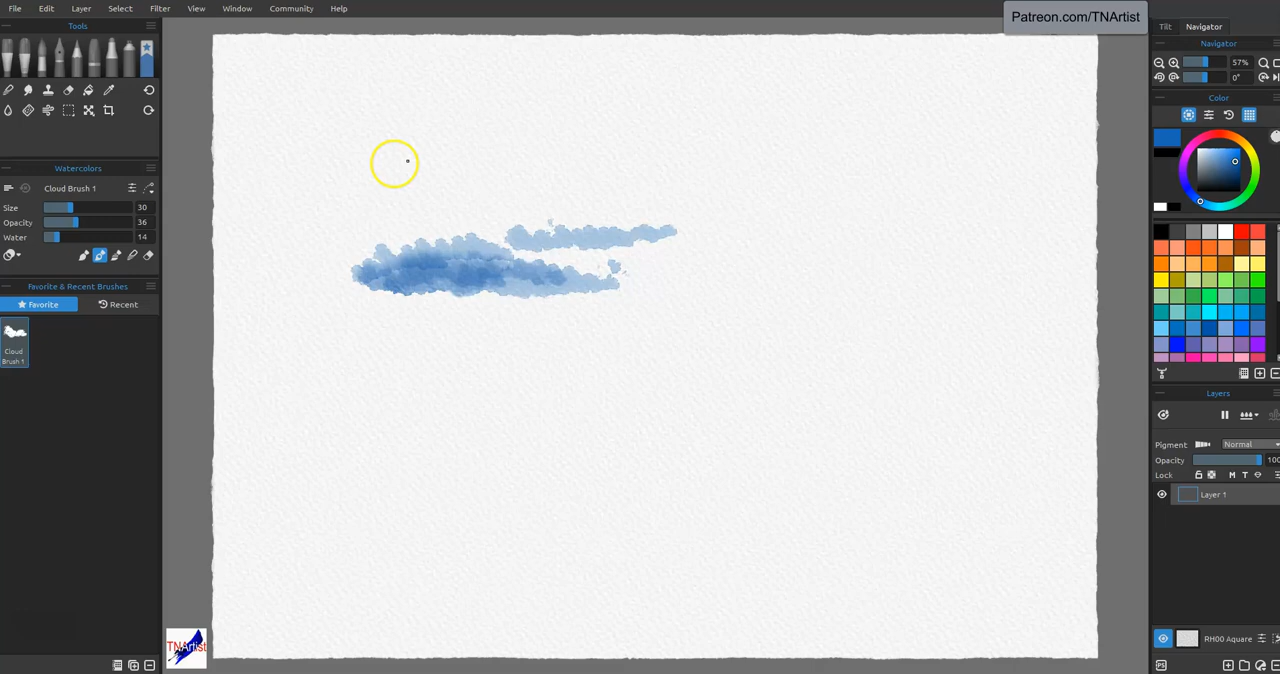 File Edit Layer Select Filter View Window Community Help
Patreon.com/TNArtist
Tools
Watercolors
Cloud Brush 1
Size 30
Opacity 36
Water 14
Favorite & Recent Brushes
Favorite Recent
Cloud
Brush 1
TNArtist
Tilt Navigator
Navigator
57%
0°
Color
Layers
Pigment Normal
Opacity 100
Lock M T
Layer 1
RH00 Aquare
PS